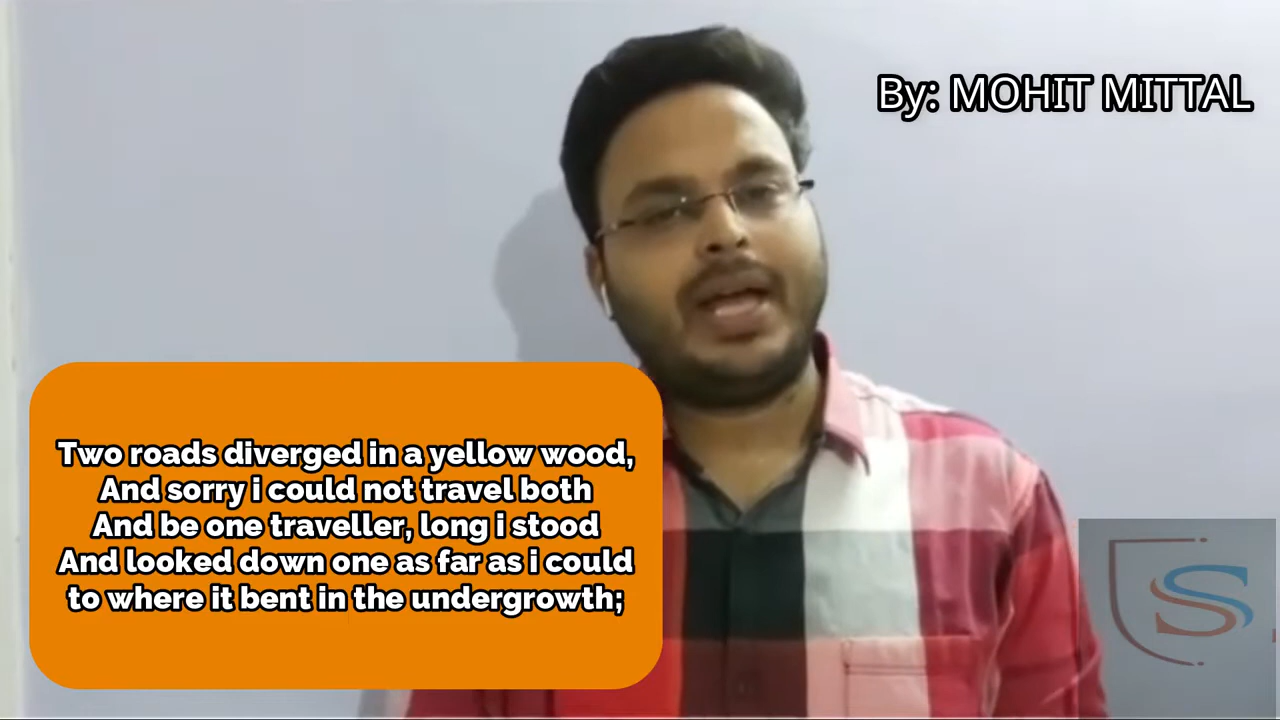 By: MOHIT MITTAL
Two roads diverged in a yellow wood,
And sorry i could not travel both
And be one traveller, long i stood
And looked down one as far as i could
to where it bent in the undergrowth;
S